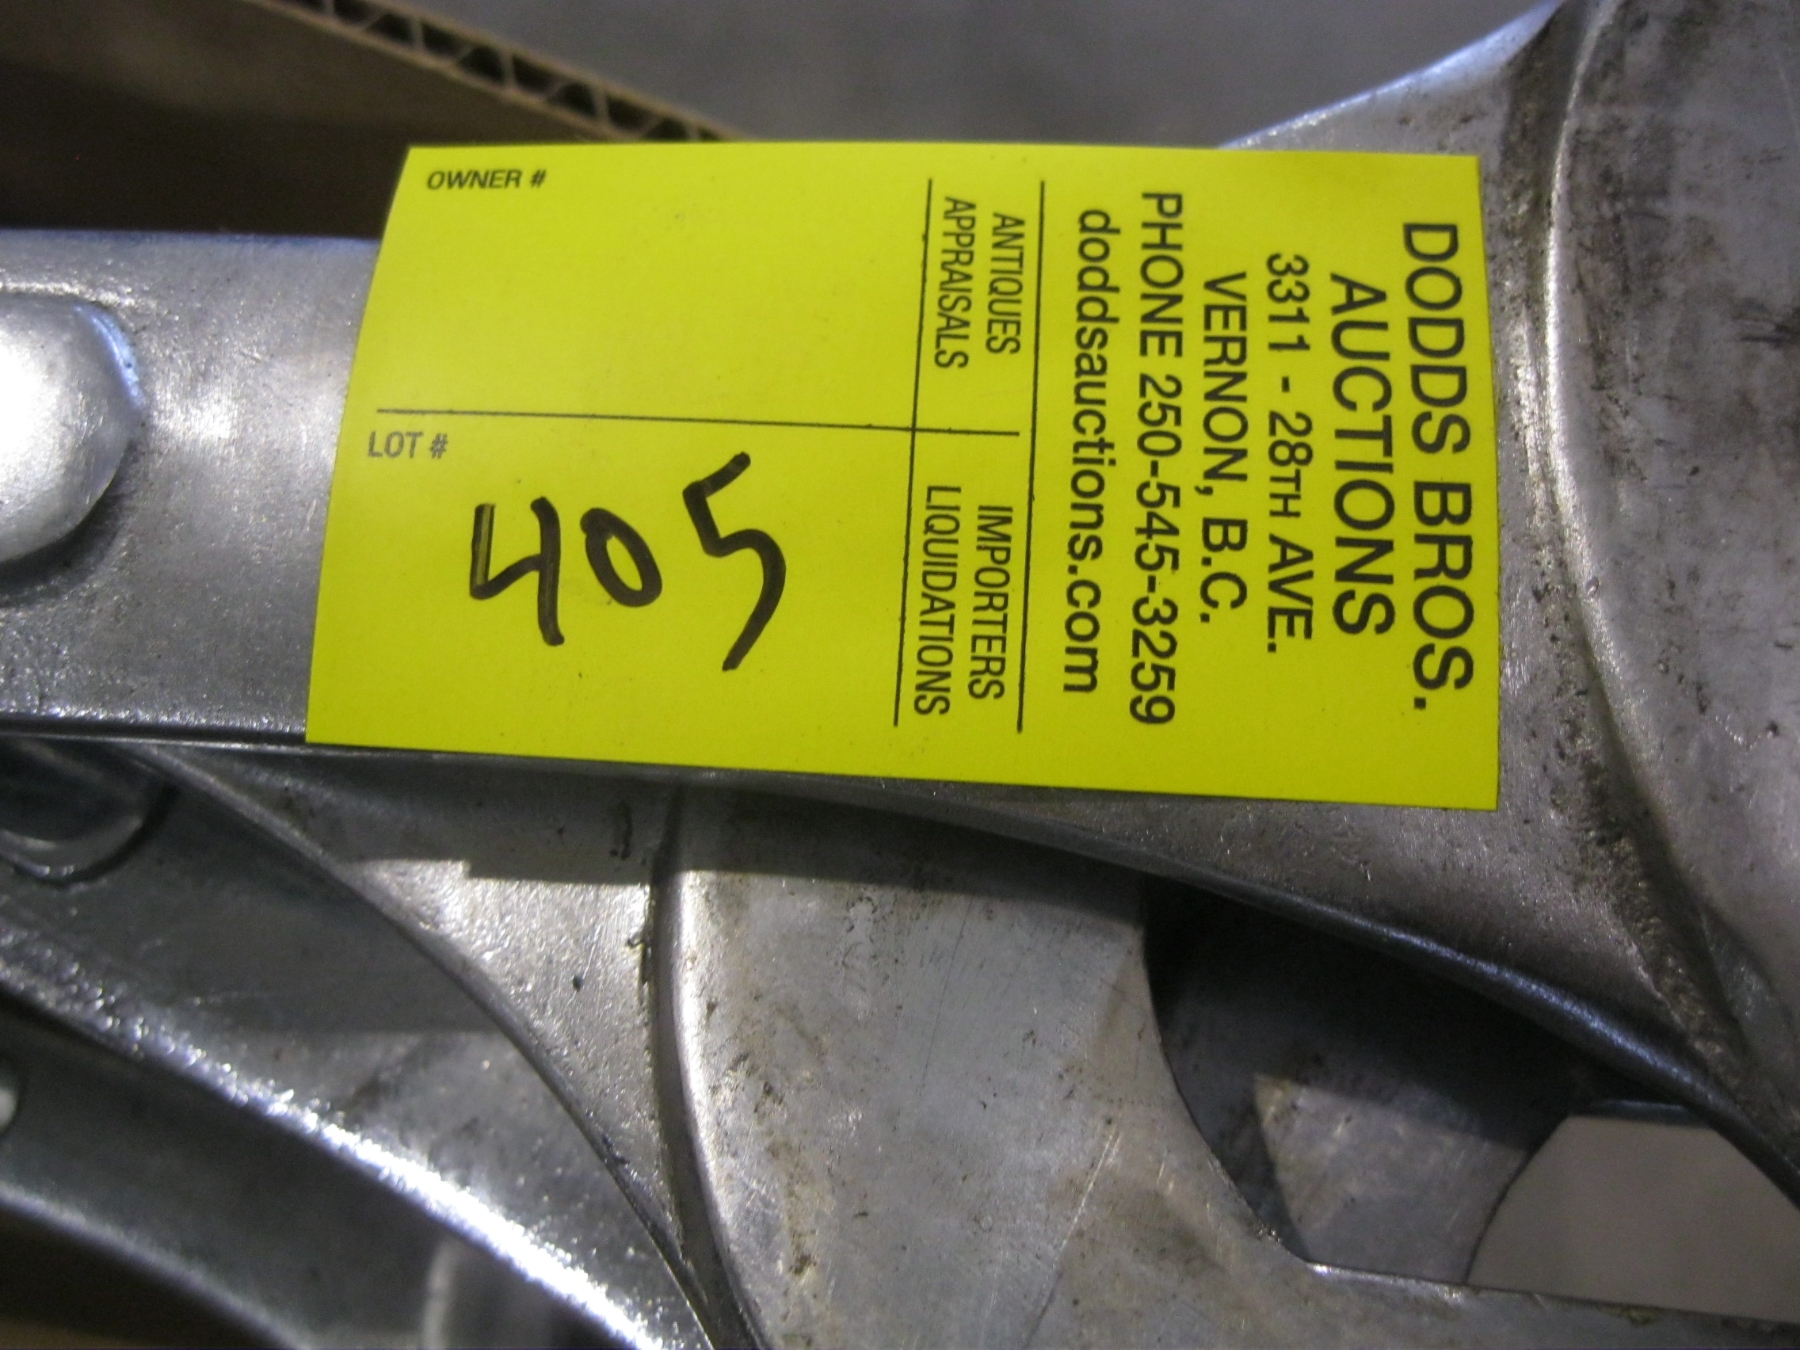 DODDS BROS.
AUCTIONS
3311 - 28TH AVE.
VERNON, B.C.
PHONE 250-545-3259
doddsauctions.com
ANTIQUES
APPRAISALS
IMPORTERS
LIQUIDATIONS
OWNER #
LOT #
405